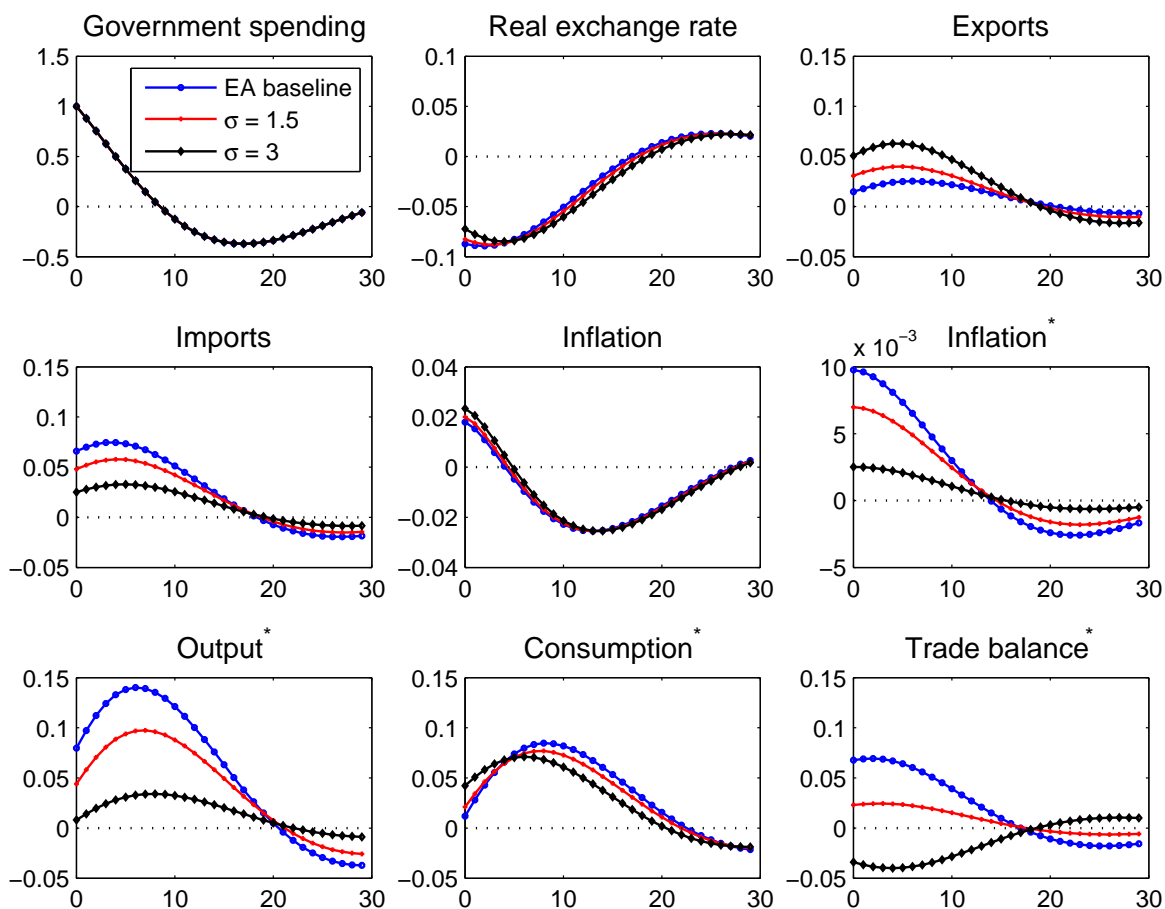 Government spending
1.5
1
0.5
0
−0.5
0 10 20 30
EA baseline
σ = 1.5
σ = 3
Real exchange rate
0.1
0.05
0
−0.05
−0.1
0 10 20 30
Exports
0.15
0.1
0.05
0
−0.05
0 10 20 30
Imports
0.15
0.1
0.05
0
−0.05
0 10 20 30
Inflation
0.04
0.02
0
−0.02
−0.04
0 10 20 30
Inflation*
x 10⁻³
10
5
0
−5
0 10 20 30
Output*
0.15
0.1
0.05
0
−0.05
0 10 20 30
Consumption*
0.15
0.1
0.05
0
−0.05
0 10 20 30
Trade balance*
0.15
0.1
0.05
0
−0.05
0 10 20 30